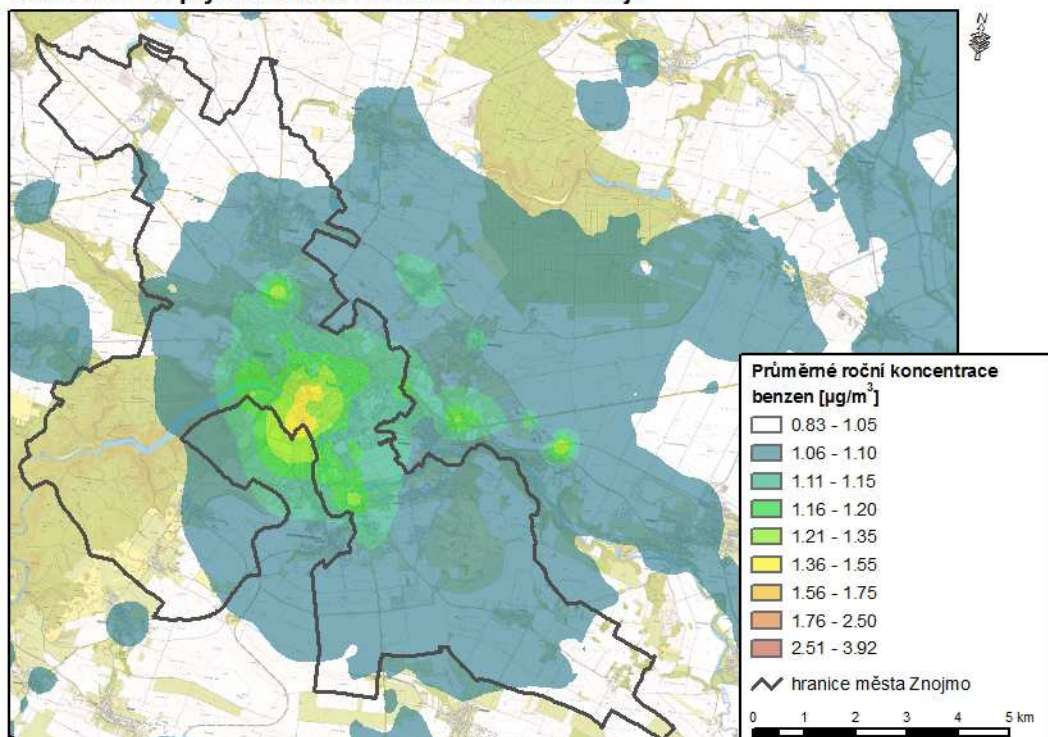 N
Průměrné roční koncentrace
benzen [µg/m³]
0.83 - 1.05
1.06 - 1.10
1.11 - 1.15
1.16 - 1.20
1.21 - 1.35
1.36 - 1.55
1.56 - 1.75
1.76 - 2.50
2.51 - 3.92
hranice města Znojmo
0 1 2 3 4 5 km